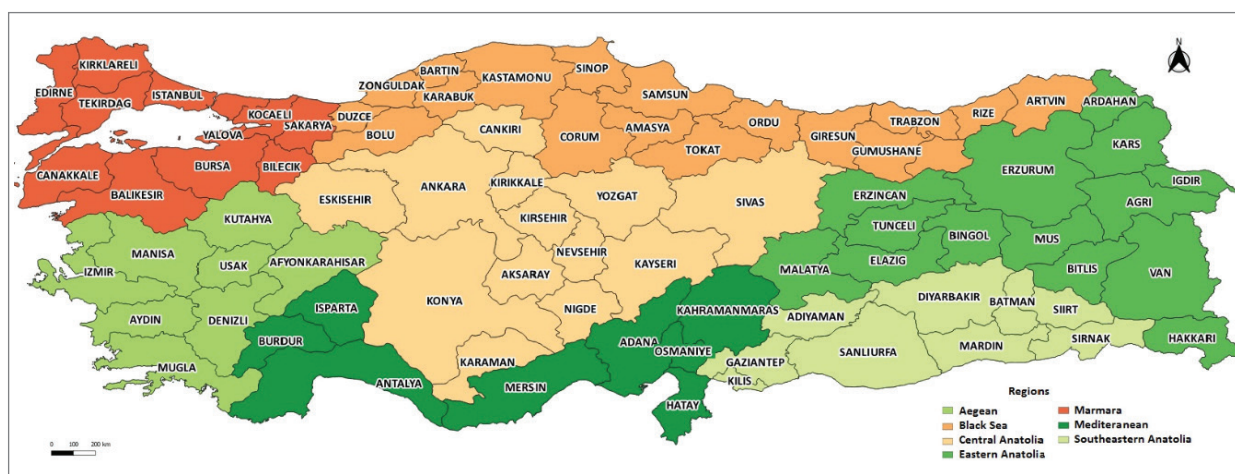 KIRKLARELI
EDIRNE
TEKIRDAG
ISTANBUL
KOCAELI
SAKARYA
YALOVA
CANAKKALE
BURSA
BILECIK
BALIKESIR
ZONGULDAK
BARTIN
KARABUK
KASTAMONU
SINOP
DUZCE
BOLU
CANKIRI
CORUM
SAMSUN
AMASYA
ORDU
TOKAT
GIRESUN
TRABZON
GUMUSHANE
RIZE
ARTVIN
ARDAHAN
KARS
ERZURUM
IGDIR
AGRI
ESKISEHIR
ANKARA
KIRIKKALE
KIRSEHIR
YOZGAT
SIVAS
ERZINCAN
TUNCELI
BINGOL
MUS
ELAZIG
MALATYA
BITLIS
VAN
KUTAHYA
MANISA
USAK
AFYONKARAHISAR
IZMIR
AYDIN
DENIZLI
MUGLA
ISPARTA
BURDUR
ANTALYA
KONYA
AKSARAY
NEVSEHIR
KAYSERI
NIGDE
KARAMAN
MERSIN
ADANA
KAHRAMANMARAS
OSMANIYE
HATAY
ADIYAMAN
GAZIANTEP
KILIS
SANLIURFA
DIYARBAKIR
BATMAN
SIIRT
MARDIN
SIRNAK
HAKKARI
Regions
Aegean
Black Sea
Central Anatolia
Eastern Anatolia
Marmara
Mediteranean
Southeastern Anatolia
0 100 200 km